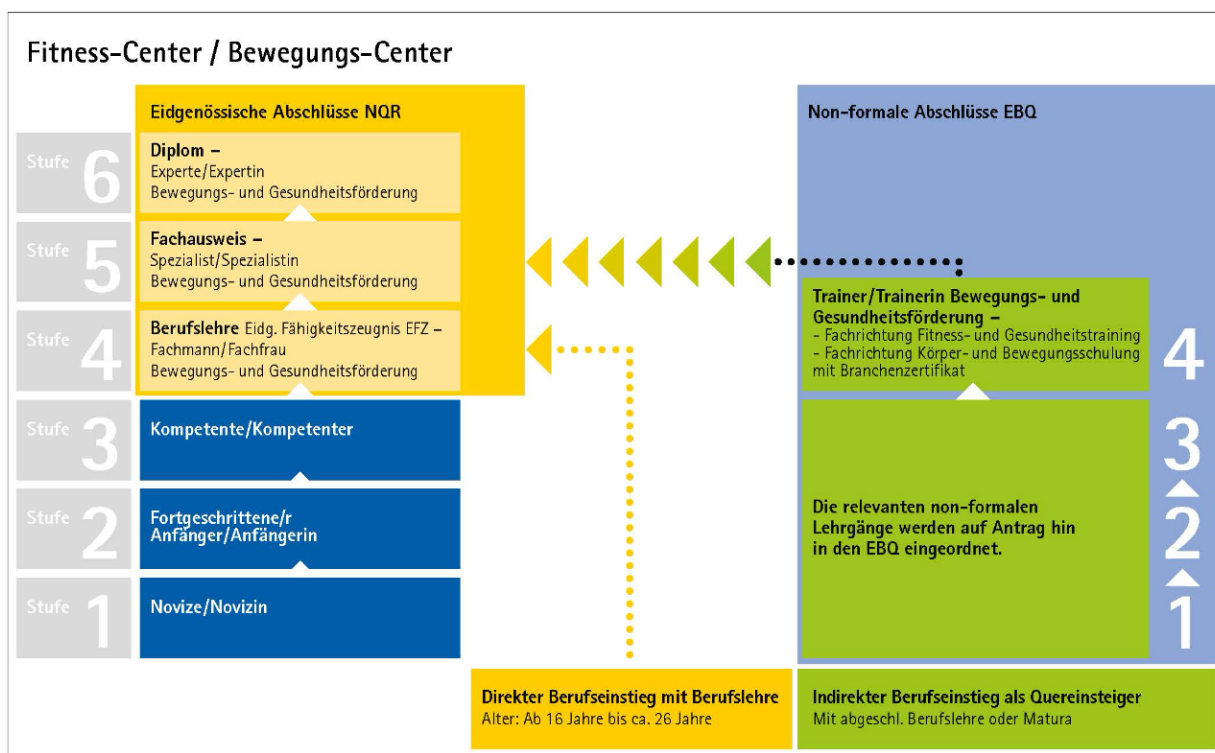 Fitness-Center / Bewegungs-Center
Eidgenössische Abschlüsse NQR
Stufe 6
Diplom –
Experte/Expertin
Bewegungs- und Gesundheitsförderung
Stufe 5
Fachausweis –
Spezialist/Spezialistin
Bewegungs- und Gesundheitsförderung
Stufe 4
Berufslehre Eidg. Fähigkeitszeugnis EFZ –
Fachmann/Fachfrau
Bewegungs- und Gesundheitsförderung
Stufe 3
Kompetente/Kompetenter
Stufe 2
Fortgeschrittene/r
Anfänger/Anfängerin
Stufe 1
Novize/Novizin
Non-formale Abschlüsse EBQ
Trainer/Trainerin Bewegungs- und
Gesundheitsförderung –
- Fachrichtung Fitness- und Gesundheitstraining
- Fachrichtung Körper- und Bewegungsschulung
mit Branchenzertifikat
4
Die relevanten non-formalen
Lehrgänge werden auf Antrag hin
in den EBQ eingeordnet.
3
2
1
Direkter Berufseinstieg mit Berufslehre
Alter: Ab 16 Jahre bis ca. 26 Jahre
Indirekter Berufseinstieg als Quereinsteiger
Mit abgeschl. Berufslehre oder Matura